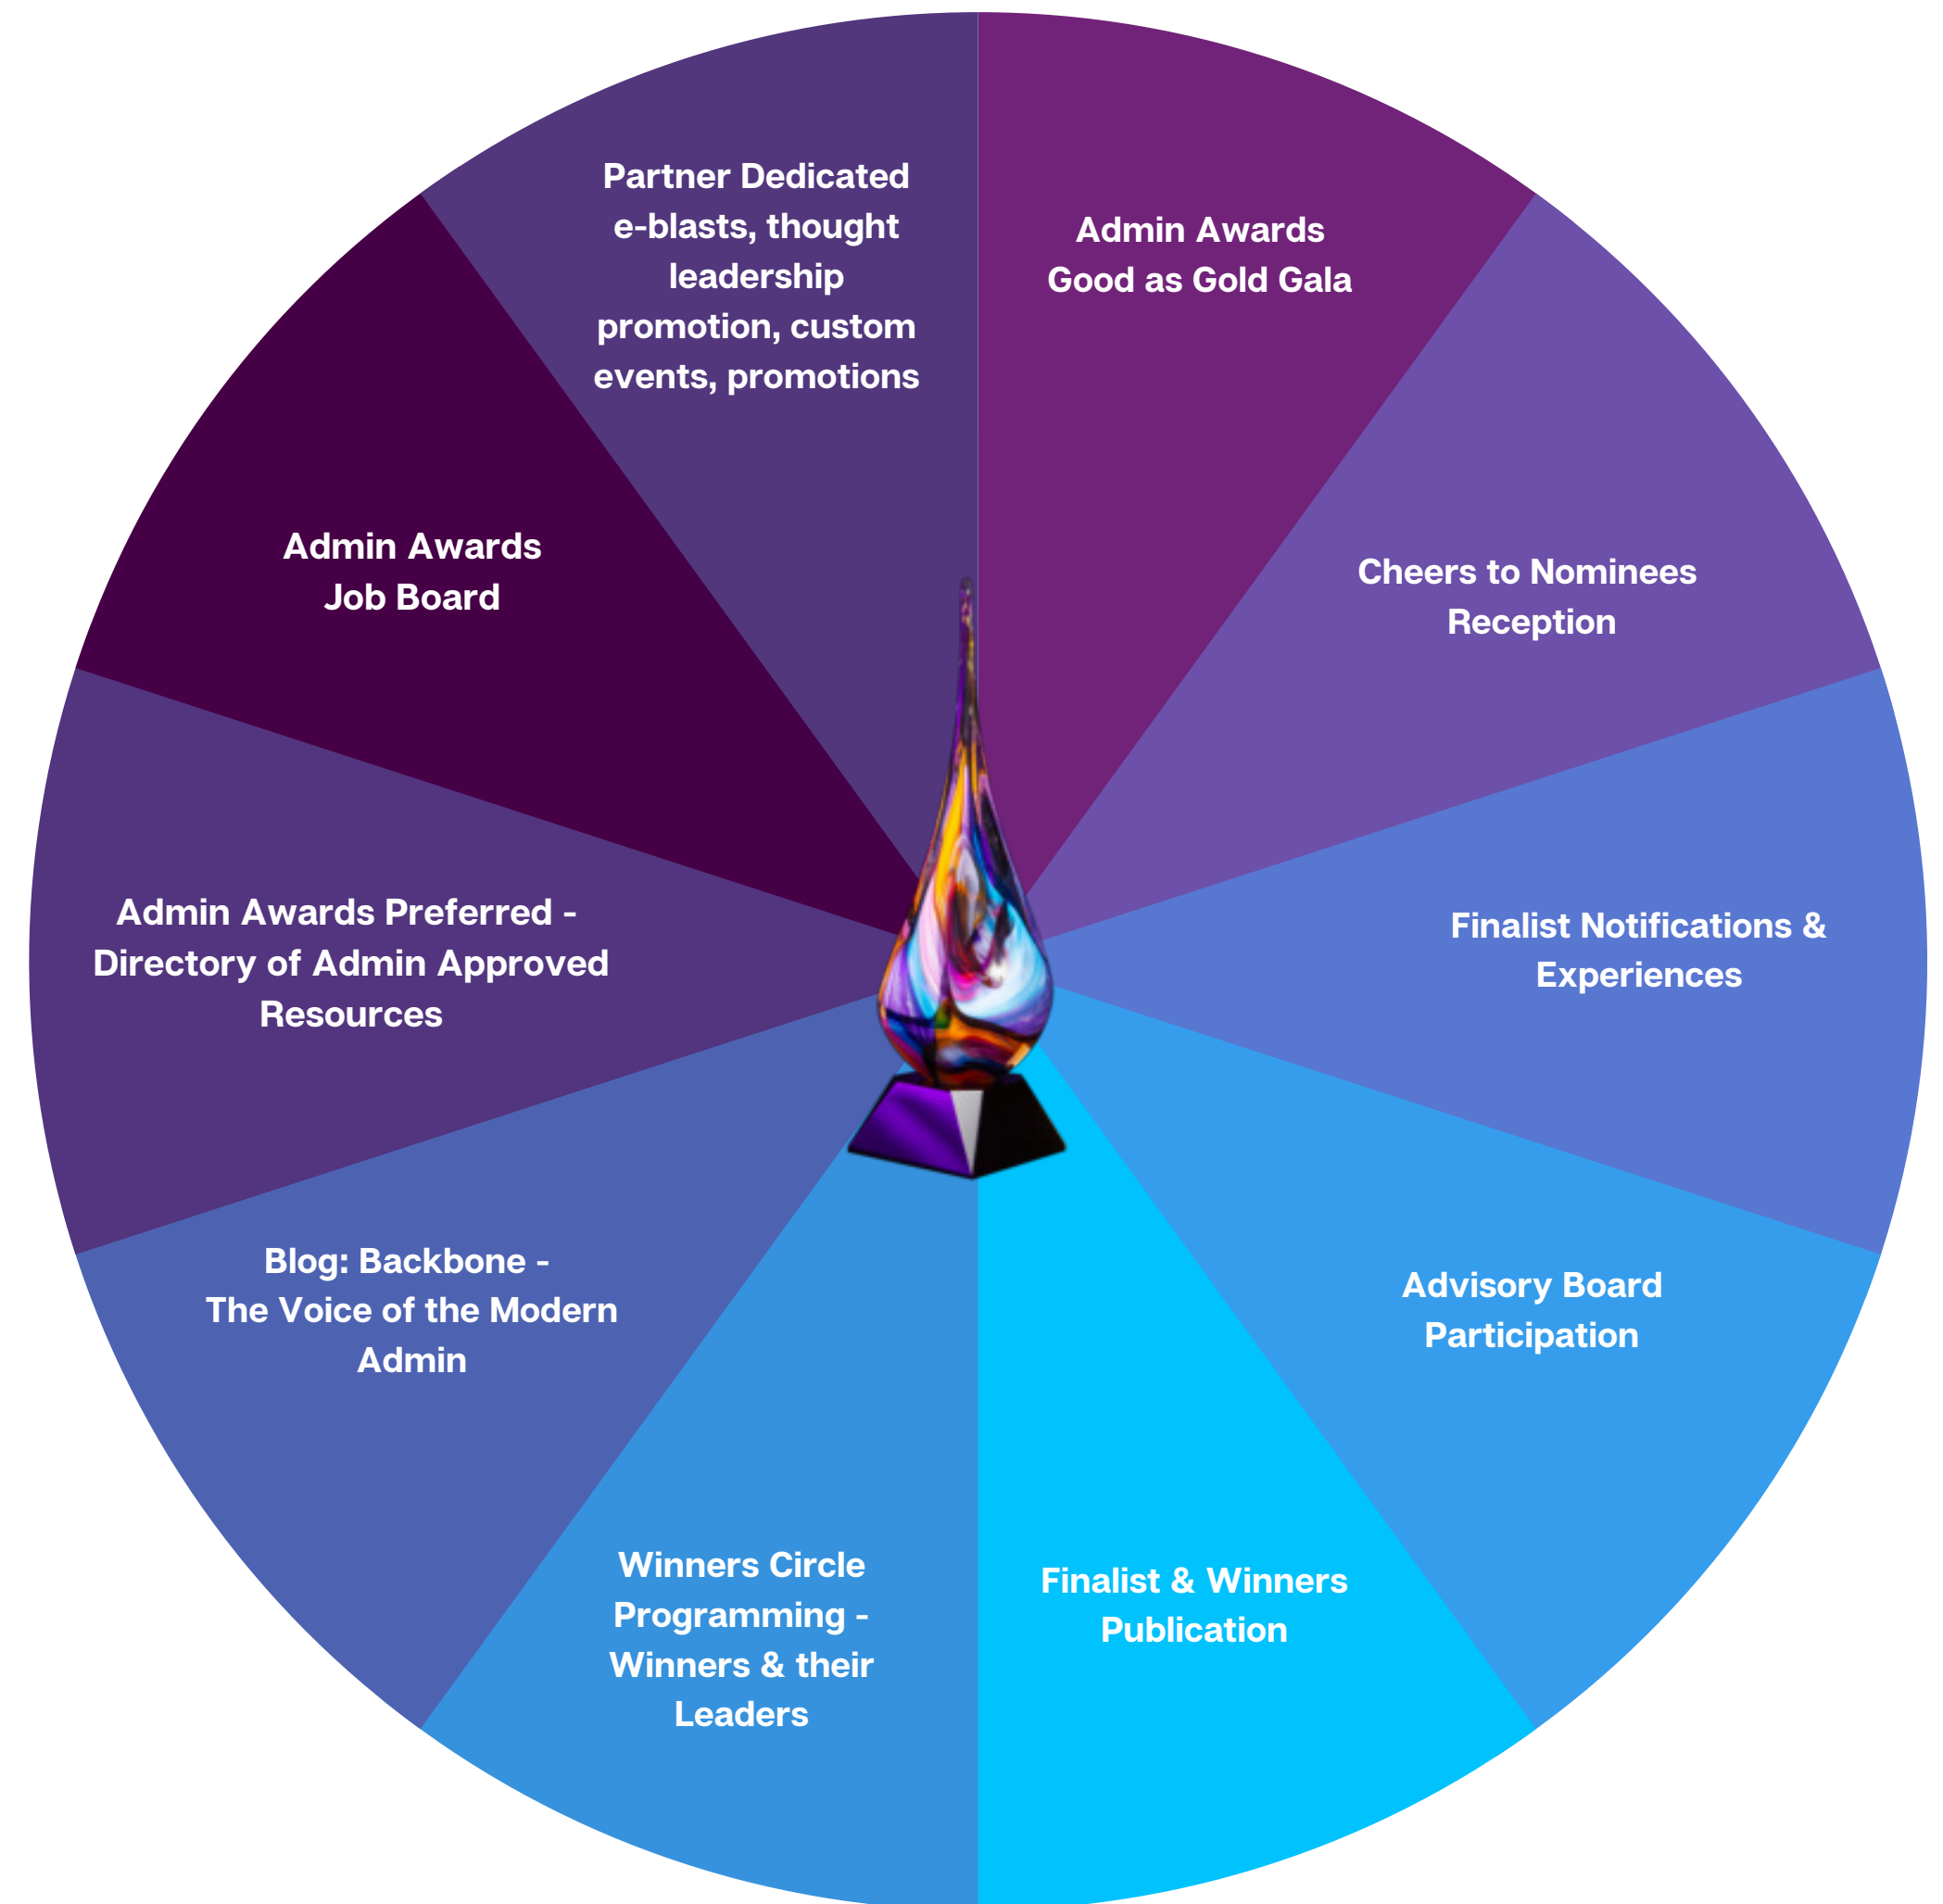 Partner Dedicated
e-blasts, thought
leadership
promotion, custom
events, promotions
Admin Awards
Good as Gold Gala
Cheers to Nominees
Reception
Finalist Notifications &
Experiences
Advisory Board
Participation
Finalist & Winners
Publication
Winners Circle
Programming -
Winners & their
Leaders
Blog: Backbone -
The Voice of the Modern
Admin
Admin Awards Preferred -
Directory of Admin Approved
Resources
Admin Awards
Job Board